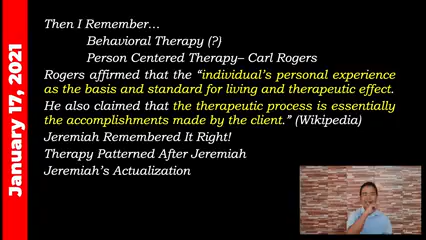 January 17, 2021
Then I Remember...
Behavioral Therapy (?)
Person Centered Therapy– Carl Rogers
Rogers affirmed that the “individual’s personal experience
as the basis and standard for living and therapeutic effect.
He also claimed that the therapeutic process is essentially
the accomplishments made by the client.” (Wikipedia)
Jeremiah Remembered It Right!
Therapy Patterned After Jeremiah
Jeremiah’s Actualization